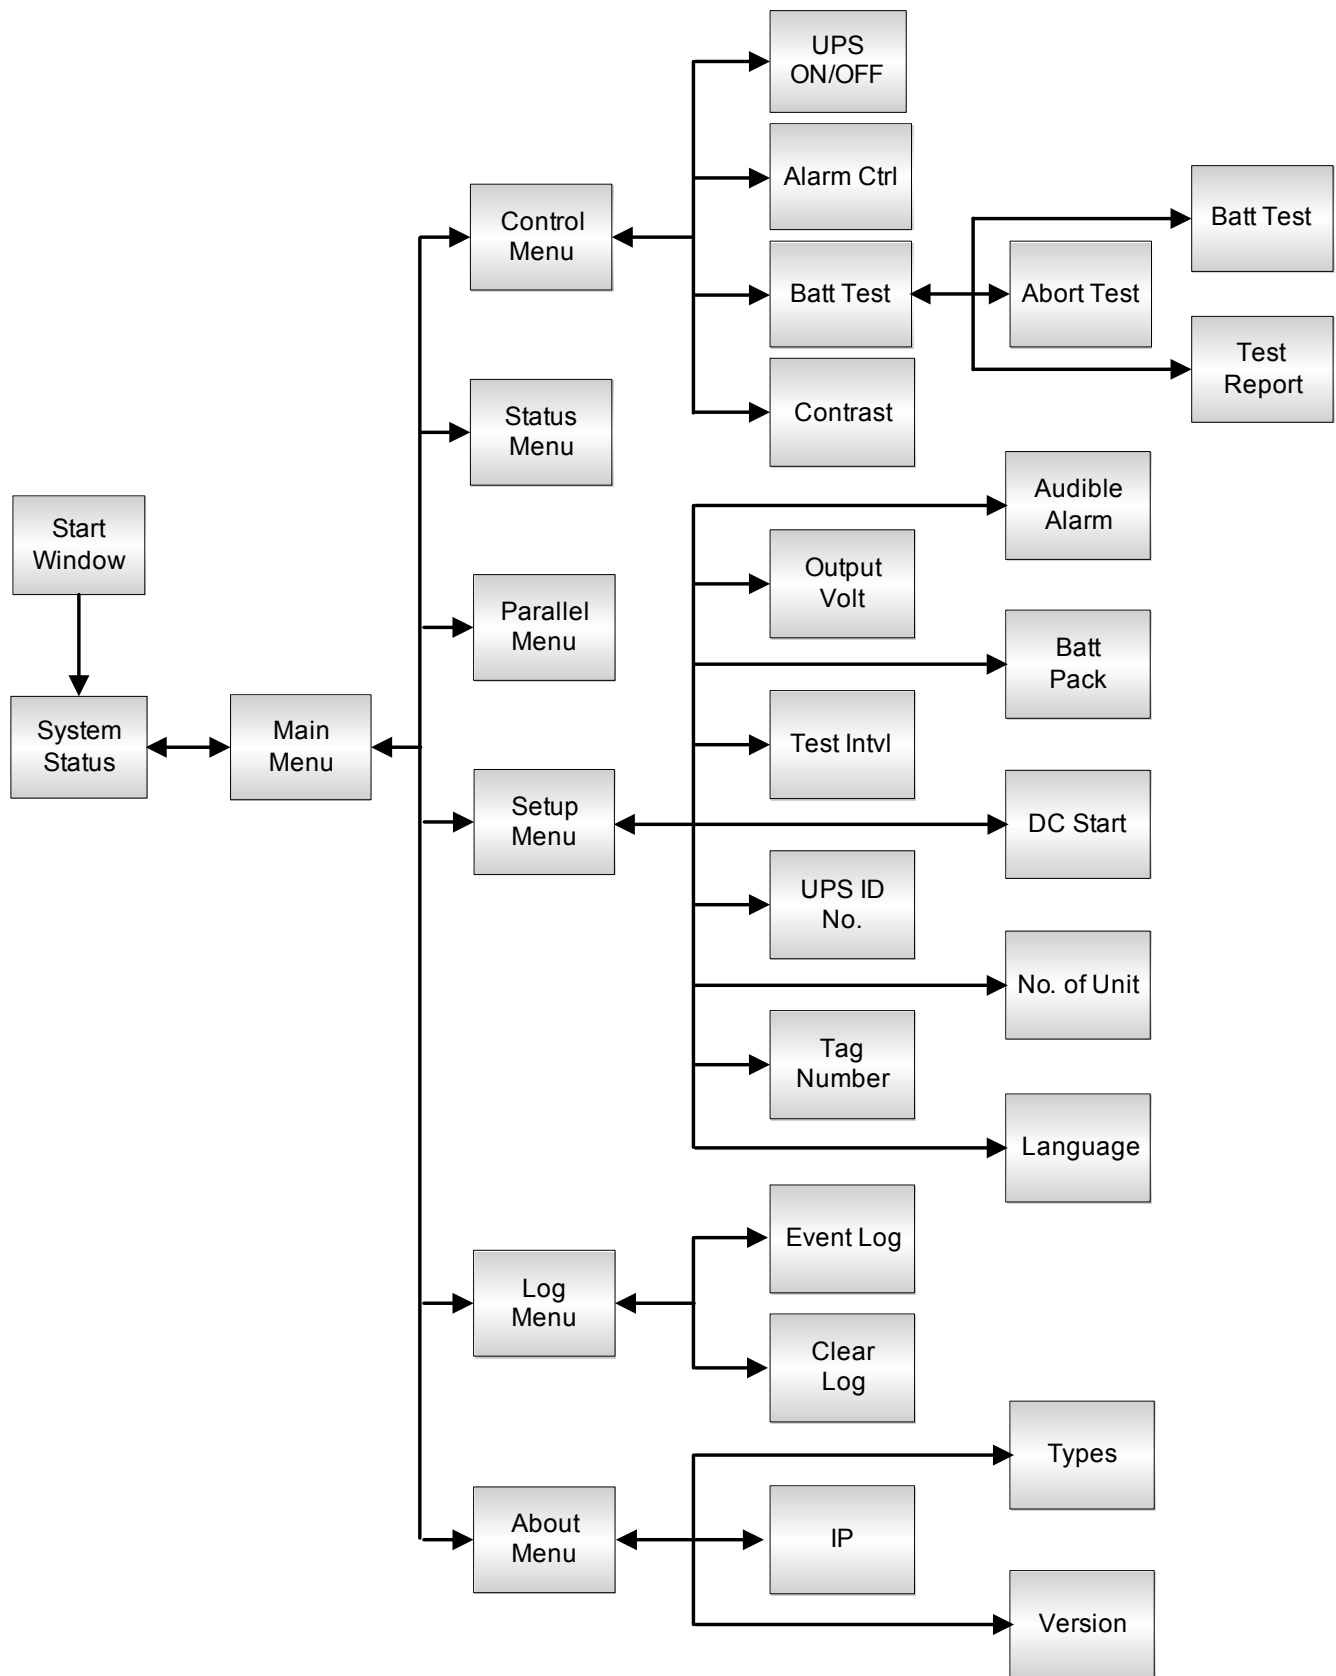 UPS
ON/OFF
Alarm Ctrl
Control
Menu
Batt Test
Batt Test
Abort Test
Test
Report
Contrast
Status
Menu
Audible
Alarm
Start
Window
Output
Volt
Parallel
Menu
Batt
Pack
System
Status
Main
Menu
Test Intvl
Setup
Menu
DC Start
UPS ID
No.
No. of Unit
Tag
Number
Language
Event Log
Log
Menu
Clear
Log
Types
About
Menu
IP
Version